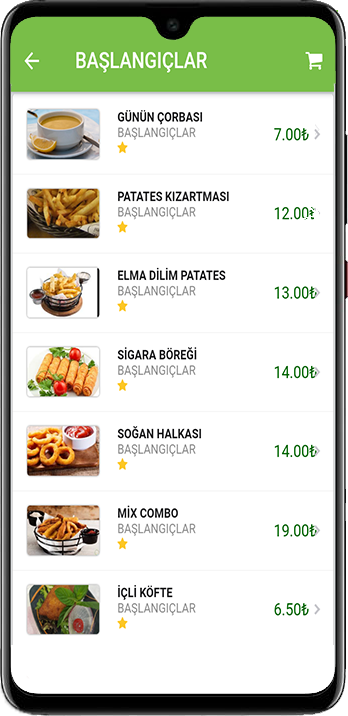 BAŞLANGIÇLAR
GÜNÜN ÇORBASI
BAŞLANGIÇLAR
7.00₺
PATATES KIZARTMASI
BAŞLANGIÇLAR
12.00₺
ELMA DİLİM PATATES
BAŞLANGIÇLAR
13.00₺
SİGARA BÖREĞİ
BAŞLANGIÇLAR
14.00₺
SOĞAN HALKASI
BAŞLANGIÇLAR
14.00₺
MİX COMBO
BAŞLANGIÇLAR
19.00₺
İÇLİ KÖFTE
BAŞLANGIÇLAR
6.50₺